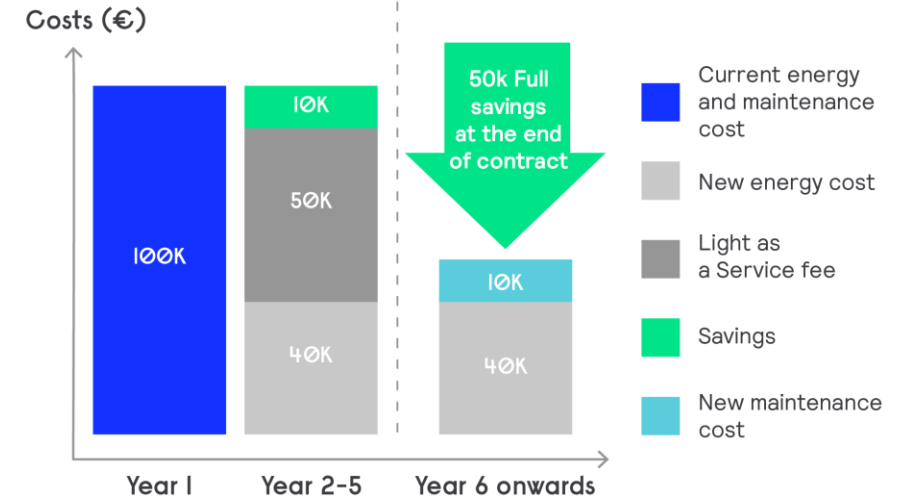 Costs (€)
100K
10K
50K
40K
50k Full
savings
at the end
of contract
10K
40K
Year 1
Year 2-5
Year 6 onwards
Current energy
and maintenance
cost
New energy cost
Light as
a Service fee
Savings
New maintenance
cost